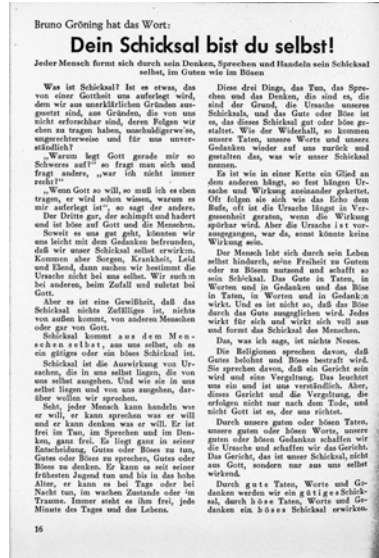 Bruno Gröning hat das Wort:
Dein Schicksal bist du selbst!
Jeder Mensch formt sich durch sein Denken, Sprechen und Handeln sein Schicksal
selbst, im Guten wie im Bösen
Was ist Schicksal? Ist es etwas, das
von einer Gottheit uns auferlegt wird,
dem wir aus unerklärlichen Gründen aus-
gesetzt sind, aus Gründen, die von uns
nicht erforschbar sind, deren Folgen wir
eben zu tragen haben, unschuldigerweise,
ungerechterweise und für uns unver-
ständlich?
„Warum legt Gott gerade mir so
Schweres auf?" so fragt man sich und
fragt andere, „war ich nicht immer
recht?"
„Wenn Gott so will, so muß ich es eben
tragen, er wird schon wissen, warum es
mir auferlegt ist", so sagt der andere.
Der Dritte gar, der schimpft und hadert
und ist böse auf Gott und die Menschen.
Soweit es uns gut geht, könnten wir
uns leicht mit dem Gedanken befreunden,
daß wir unser Schicksal selbst erwirken.
Kommen aber Sorgen, Krankheit, Leid
und Elend, dann suchen wir bestimmt die
Ursache nicht bei uns selbst. Wir such n
bei anderen, beim Zufall und zuletzt bei
Gott.
Aber es ist eine Gewißheit, daß das
Schicksal nichts Zufälliges ist, nichts
von außen kommt, von anderen Menschen
oder gar von Gott.
Schicksal kommt aus dem Men-
schen selbst, aus uns selbst, ob es
ein gütiges oder ein böses Schicksal ist.
Schicksal ist die Auswirkung von Ur-
sachen, die in uns selbst liegen, die von
uns selbst ausgehen. Und wie sie in uns
selbst liegen und von uns ausgehen, dar-
über wollen wir sprechen.
Seht, jeder Mensch kann handeln wie
er will, er kann sprechen was er will
und er kann denken was er will. Er ist
frei im Tun, im Sprechen und im Den-
ken, ganz frei. Es liegt ganz in seiner
Entscheidung, Gutes oder Böses zu tun,
Gutes oder Böses zu sprechen, Gutes oder
Böses zu denken. Er kann es seit seiner
frühesten Jugend tun und bis in das hohe
Alter, er kann es bei Tage oder bei
Nacht tun, im wachen Zustande oder im
Traume. Immer steht es ihm frei, jede
Minute des Tages und des Lebens.
Diese drei Dinge, das Tun, das Spre-
chen und das Denken, die sind es, die
sind der Grund, die Ursache unseres
Schicksals, und das Gute oder Böse ist
es, das dieses Schicksal gut oder böse ge-
staltet. Wie der Widerhall, so kommen
unsere Taten, unsere Worte und unsere
Gedanken wieder auf uns zurück und
gestalten das, was wir unser Schicksal
nennen.
Es ist wie in einer Kette ein Glied an
dem anderen hängt, so fest hängen Ur-
sache und Wirkung aneinander gekettet.
Oft folgen sie sich wie das Echo dem
Rufe, oft ist die Ursache längst in Ver-
gessenheit geraten, wenn die Wirkung
spürbar wird. Aber die Ursache ist vor-
ausgegangen, war da, sonst könnte keine
Wirkung sein.
Der Mensch lebt sich durch sein Leben
selbst hindurch, seine Freiheit zu Gutem
oder zu Bösem nutzend und schafft so
sein Schicksal. Das Gute in Taten, in
Worten und in Gedanken und das Böse
in Taten, in Worten und in Gedanken
wirkt. Und es ist nicht so, daß das Böse
durch das Gute ausgeglichen wird. Jedes
wirkt für sich und wirkt sich voll aus
und formt das Schicksal des Menschen.
Das, was ich sage, ist nichts Neues.
Die Religionen sprechen davon, daß
Gutes belohnt und Böses bestraft wird.
Sie sprechen davon, daß ein Gericht sein
wird und eine Vergeltung. Das leuchtet
uns ein und ist uns verständlich. Aber,
dieses Gericht und die Vergeltung, die
erfolgen nicht nur nach dem Tode, und
nicht Gott ist es, der uns richtet.
Durch unsere guten oder bösen Taten,
unsere guten oder bösen Worte, unsere
guten oder bösen Gedanken schaffen wir
die Ursache und schaffen wir das Gericht.
Das Gericht, das ist unser Schicksal, nicht
aus Gott, sondern nur aus uns selbst
wirkend.
Durch gute Taten, Worte und Ge-
danken werden wir ein gütiges Schick-
sal, durch böse Taten, Worte und Ge-
danken ein böses Schicksal erwirken.
16